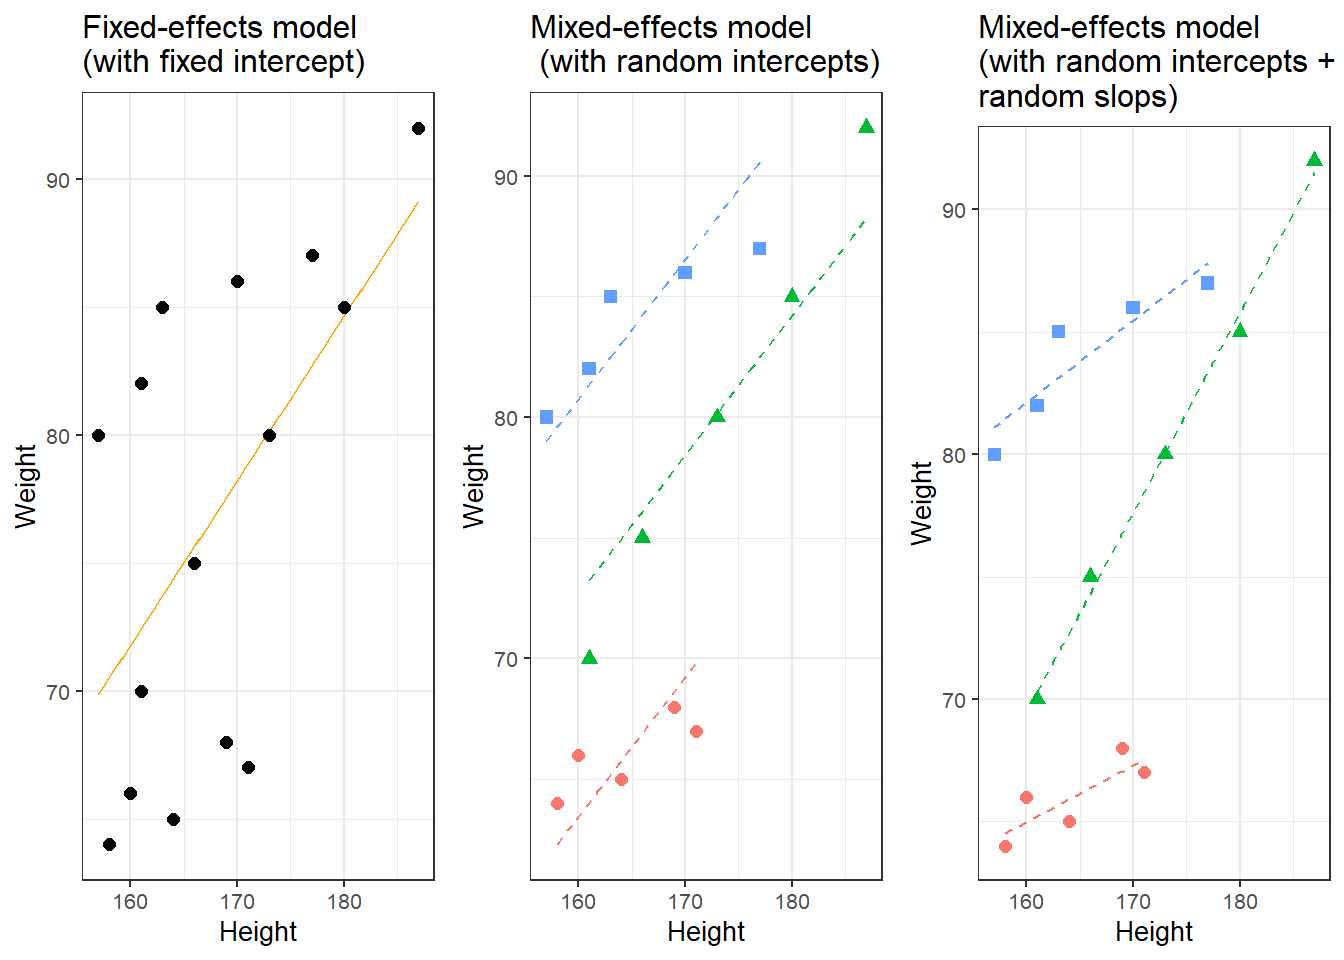 Fixed-effects model
(with fixed intercept)
90
80
70
160 170 180
Height
Weight
Mixed-effects model
(with random intercepts)
90
80
70
160 170 180
Height
Weight
Mixed-effects model
(with random intercepts +
random slops)
90
80
70
160 170 180
Height
Weight